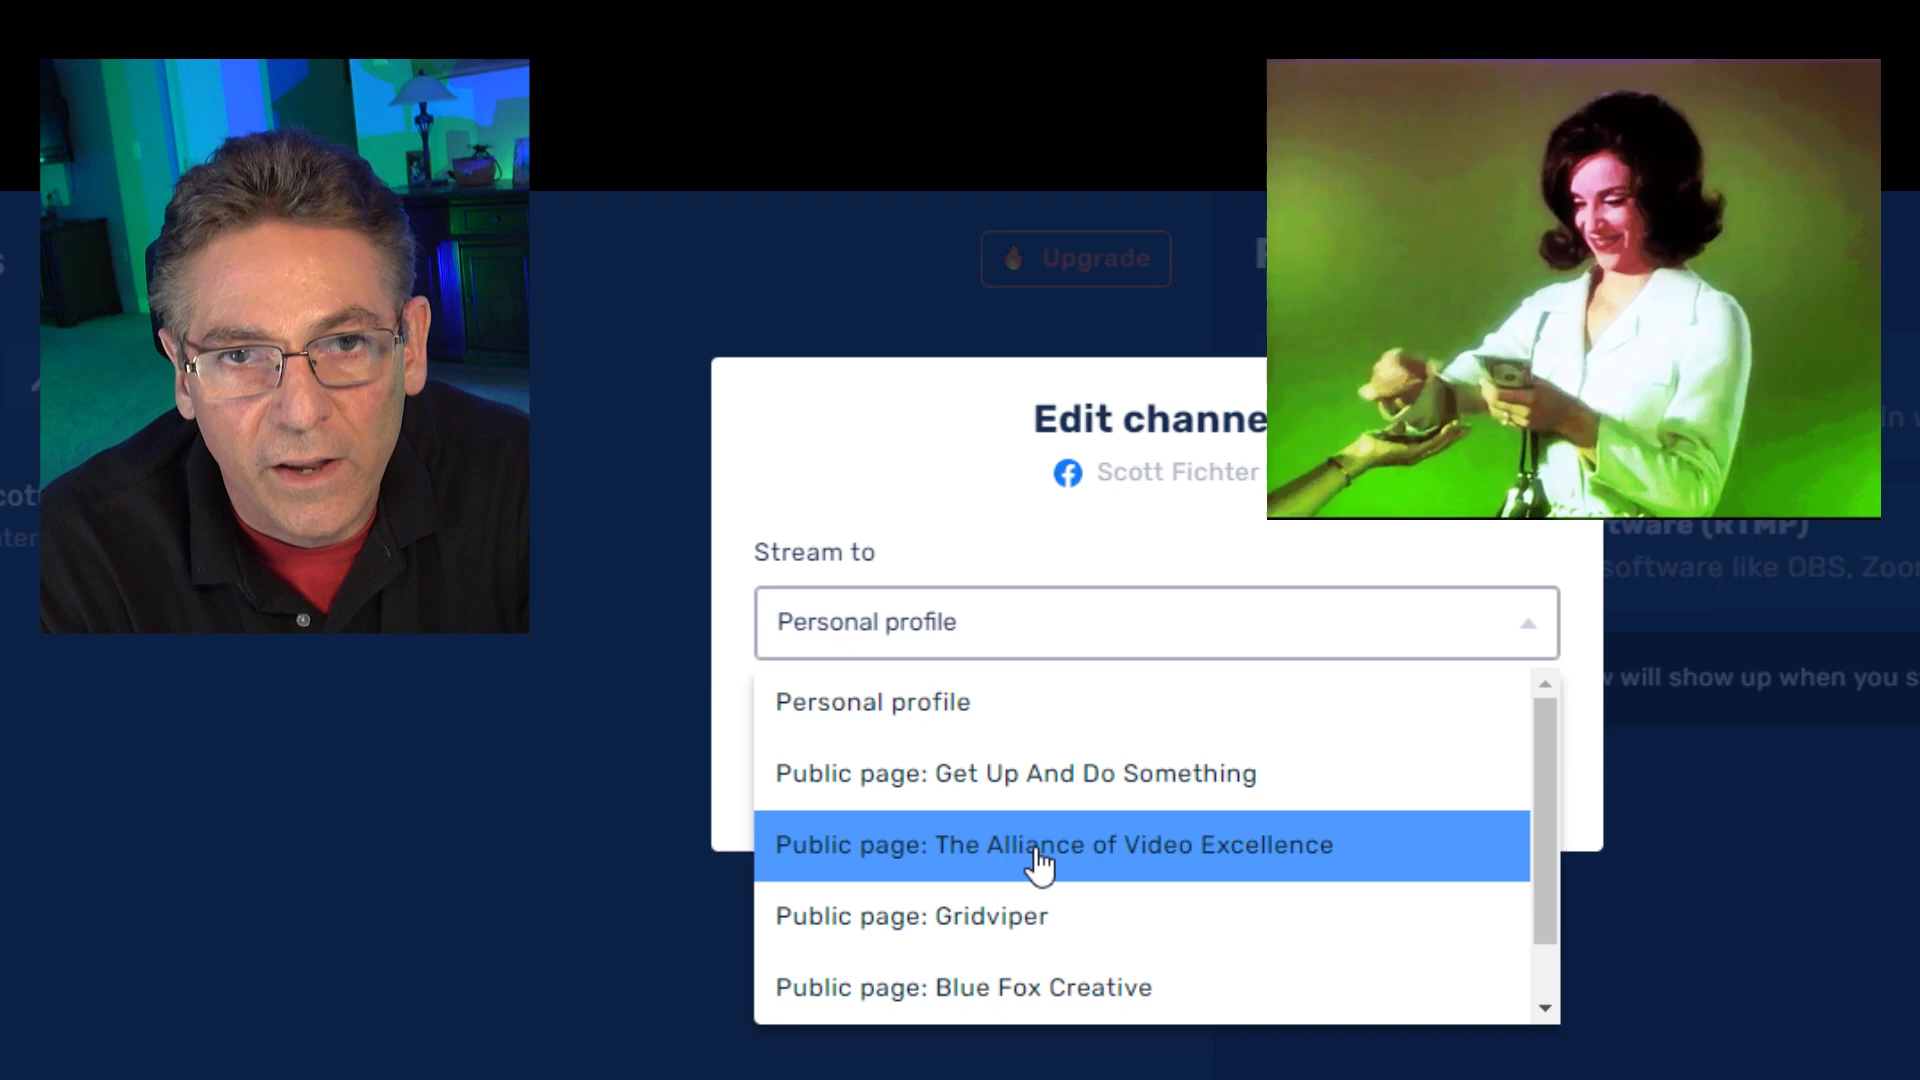 Upgrade
Edit channe
Scott Fichter
tware (RTMP)
software like OBS, Zoo
Stream to
Personal profile
will show up when you s
Personal profile
Public page: Get Up And Do Something
Public page: The Alliance of Video Excellence
Public page: Gridviper
Public page: Blue Fox Creative